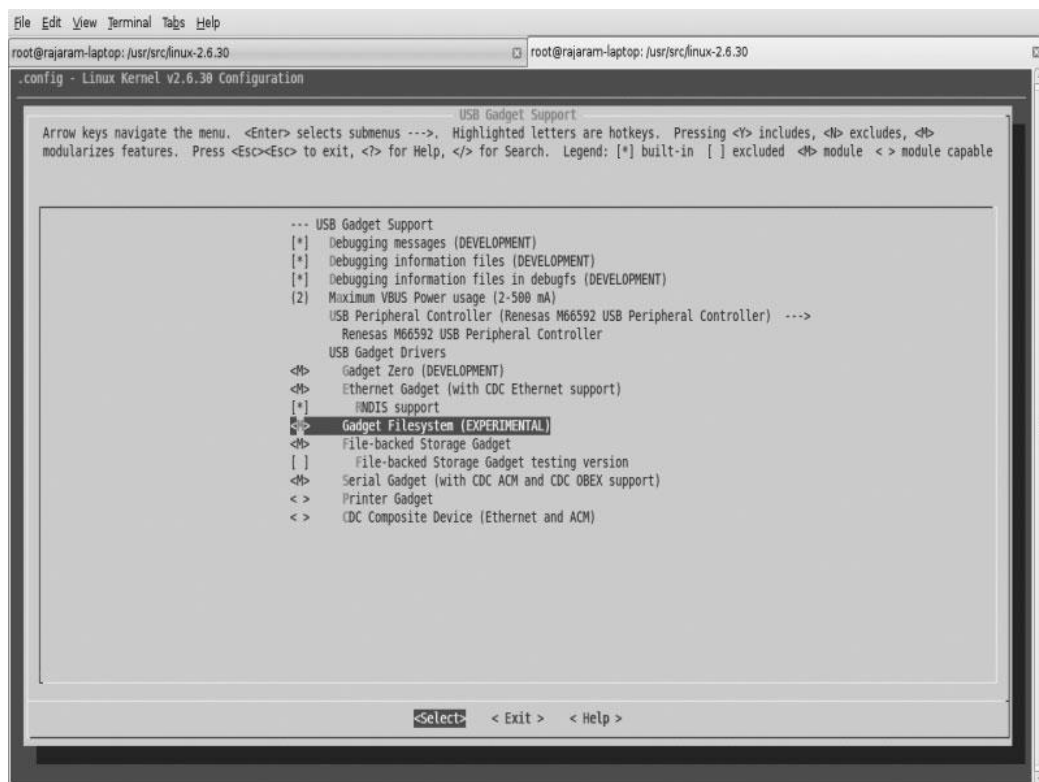 File Edit View Terminal Tabs Help
root@rajaram-laptop: /usr/src/linux-2.6.30
root@rajaram-laptop: /usr/src/linux-2.6.30
.config - Linux Kernel v2.6.30 Configuration
USB Gadget Support
Arrow keys navigate the menu. <Enter> selects submenus --->. Highlighted letters are hotkeys. Pressing <Y> includes, <N> excludes, <M>
modularizes features. Press <Esc><Esc> to exit, <?> for Help, </> for Search. Legend: [*] built-in [ ] excluded <M> module < > module capable
--- USB Gadget Support
[*] Debugging messages (DEVELOPMENT)
[*] Debugging information files (DEVELOPMENT)
[*] Debugging information files in debugfs (DEVELOPMENT)
(2) Maximum VBUS Power usage (2-500 mA)
USB Peripheral Controller (Renesas M66592 USB Peripheral Controller) --->
Renesas M66592 USB Peripheral Controller
USB Gadget Drivers
<M> Gadget Zero (DEVELOPMENT)
<M> Ethernet Gadget (with CDC Ethernet support)
[*] RNDIS support
Gadget Filesystem (EXPERIMENTAL)
<M> File-backed Storage Gadget
[ ] File-backed Storage Gadget testing version
<M> Serial Gadget (with CDC ACM and CDC OBEX support)
< > Printer Gadget
< > CDC Composite Device (Ethernet and ACM)
<Select> < Exit > < Help >